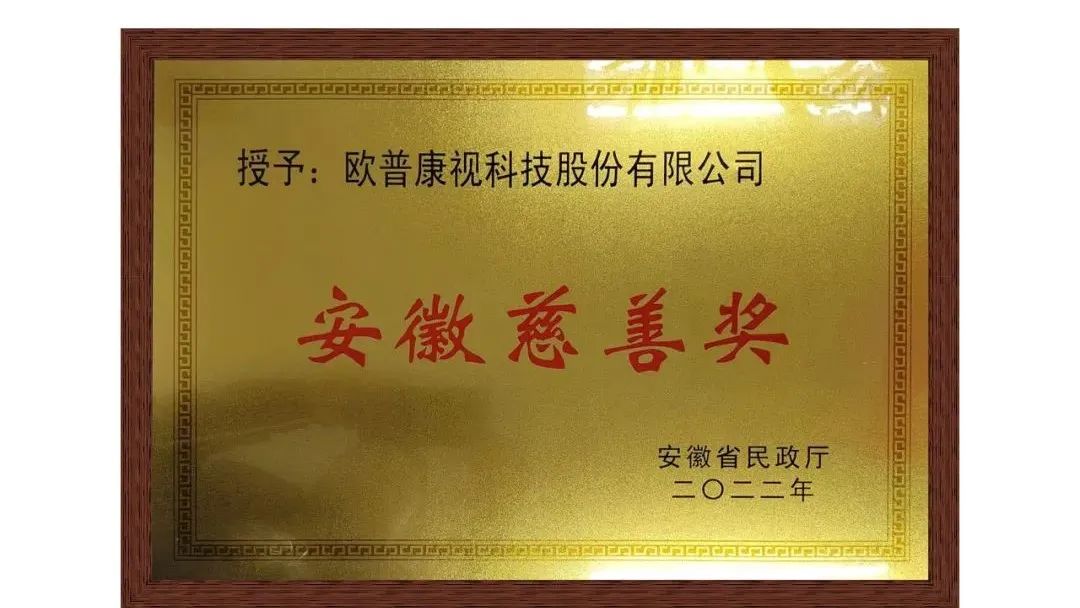 授予：欧普康视科技股份有限公司
安徽慈善奖
安徽省民政厅
二〇二二年